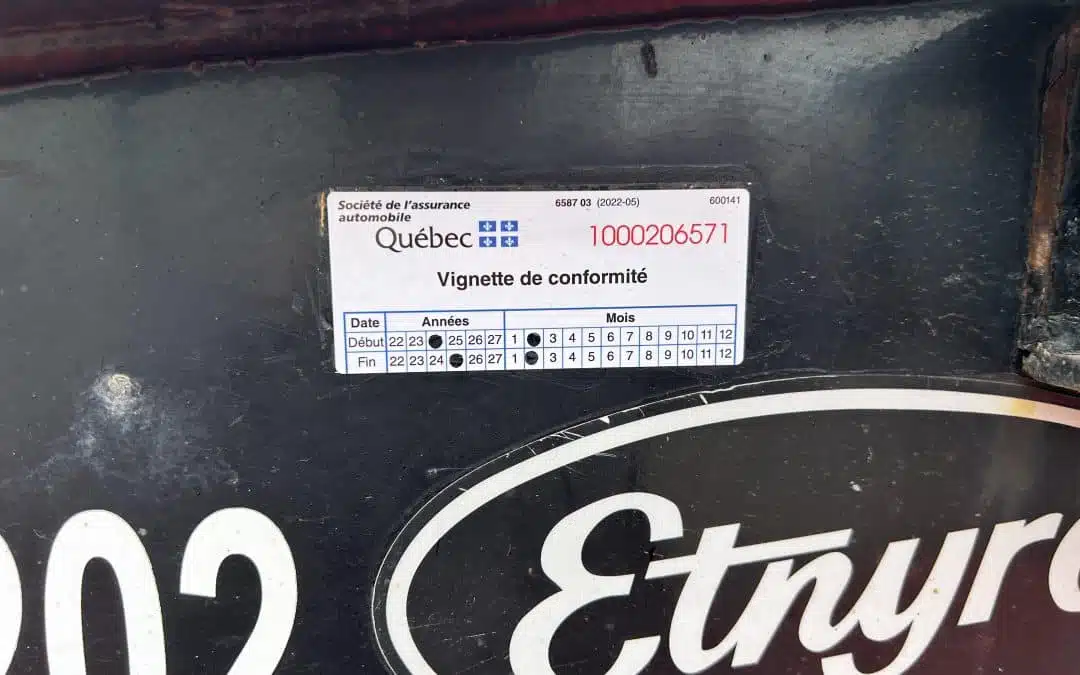 Société de l'assurance
automobile
Québec
6587 03 (2022-05)
600141
1000206571
Vignette de conformité
Date Années Mois
Début 22 23 25 26 27 1 3 4 5 6 7 8 9 10 11 12
Fin 22 23 24 26 27 1 3 4 5 6 7 8 9 10 11 12
02
Etnyre